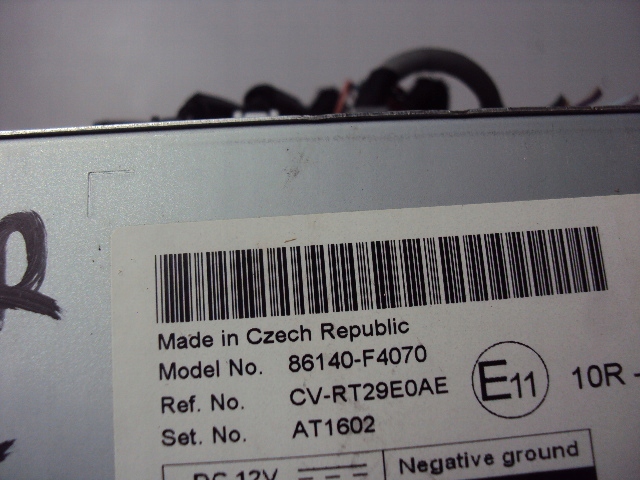 Made in Czech Republic
Model No. 86140-F4070
Ref. No. CV-RT29E0AE
Set. No. AT1602
E11 10R -
DC 12V
Negative ground